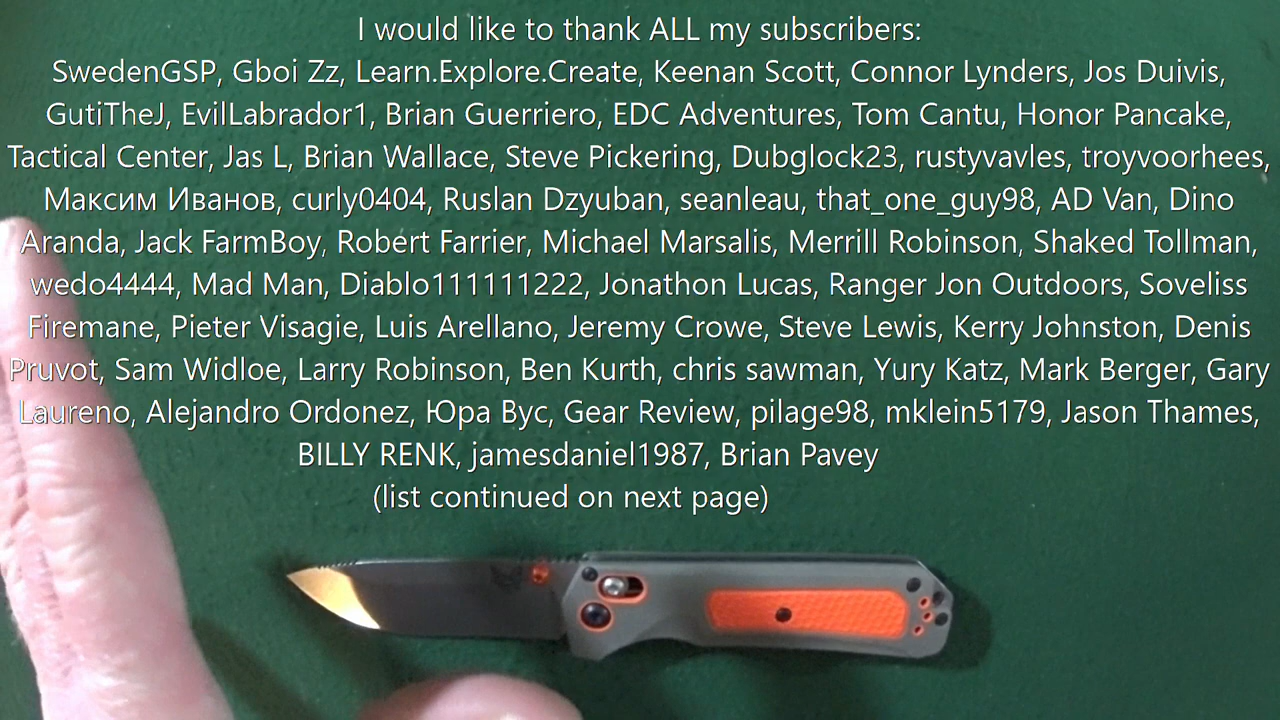 I would like to thank ALL my subscribers:
SwedenGSP, Gboi Zz, Learn.Explore.Create, Keenan Scott, Connor Lynders, Jos Duivis,
GutiTheJ, EvilLabrador1, Brian Guerriero, EDC Adventures, Tom Cantu, Honor Pancake,
Tactical Center, Jas L, Brian Wallace, Steve Pickering, Dubglock23, rustyvavles, troyvoorhees,
Максим Иванов, curly0404, Ruslan Dzyuban, seanleau, that_one_guy98, AD Van, Dino
Aranda, Jack FarmBoy, Robert Farrier, Michael Marsalis, Merrill Robinson, Shaked Tollman,
wedo4444, Mad Man, Diablo111111222, Jonathon Lucas, Ranger Jon Outdoors, Soveliss
Firemane, Pieter Visagie, Luis Arellano, Jeremy Crowe, Steve Lewis, Kerry Johnston, Denis
Pruvot, Sam Widloe, Larry Robinson, Ben Kurth, chris sawman, Yury Katz, Mark Berger, Gary
Laureno, Alejandro Ordonez, Юра Вус, Gear Review, pilage98, mklein5179, Jason Thames,
BILLY RENK, jamesdaniel1987, Brian Pavey
(list continued on next page)